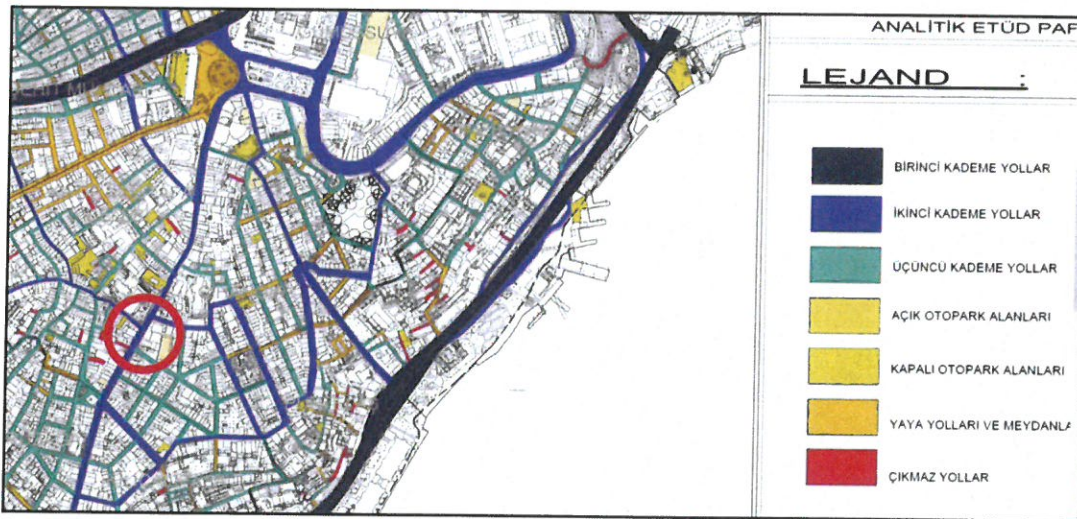 ANALİTİK ETÜD PAF
LEJAND :
BİRİNCİ KADEME YOLLAR
İKİNCİ KADEME YOLLAR
ÜÇÜNCÜ KADEME YOLLAR
AÇIK OTOPARK ALANLARI
KAPALI OTOPARK ALANLARI
YAYA YOLLARI VE MEYDANLA
ÇIKMAZ YOLLAR